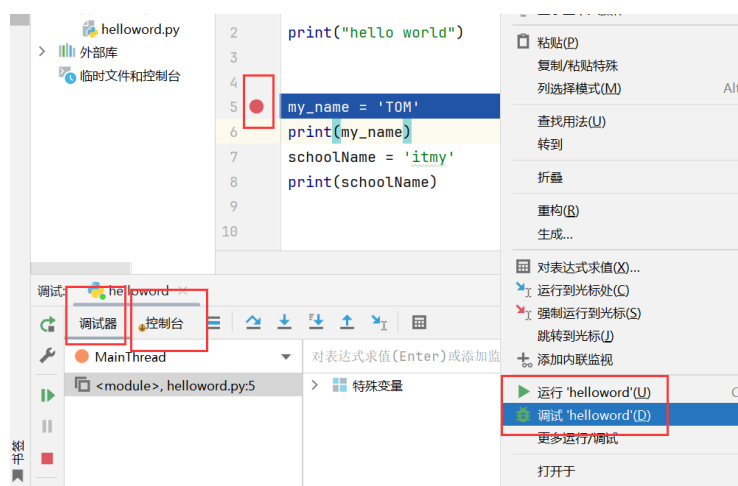 helloword.py
外部库
临时文件和控制台
2 print("hello world")
3
4
5 my_name = 'TOM'
6 print(my_name)
7 schoolName = 'itmy'
8 print(schoolName)
9
10
粘贴(P)
复制/粘贴特殊
列选择模式(M) Alt
查找用法(U)
转到
折叠
重构(R)
生成...
对表达式求值(X)...
运行到光标处(C)
强制运行到光标(S)
跳转到光标(J)
添加内联监视
运行 'helloword'(U) C
调试 'helloword'(D)
更多运行/调试
打开于
调试: helloword
调试器 控制台
MainThread
对表达式求值(Enter)或添加监
<module>, helloword.py:5
特殊变量
书签